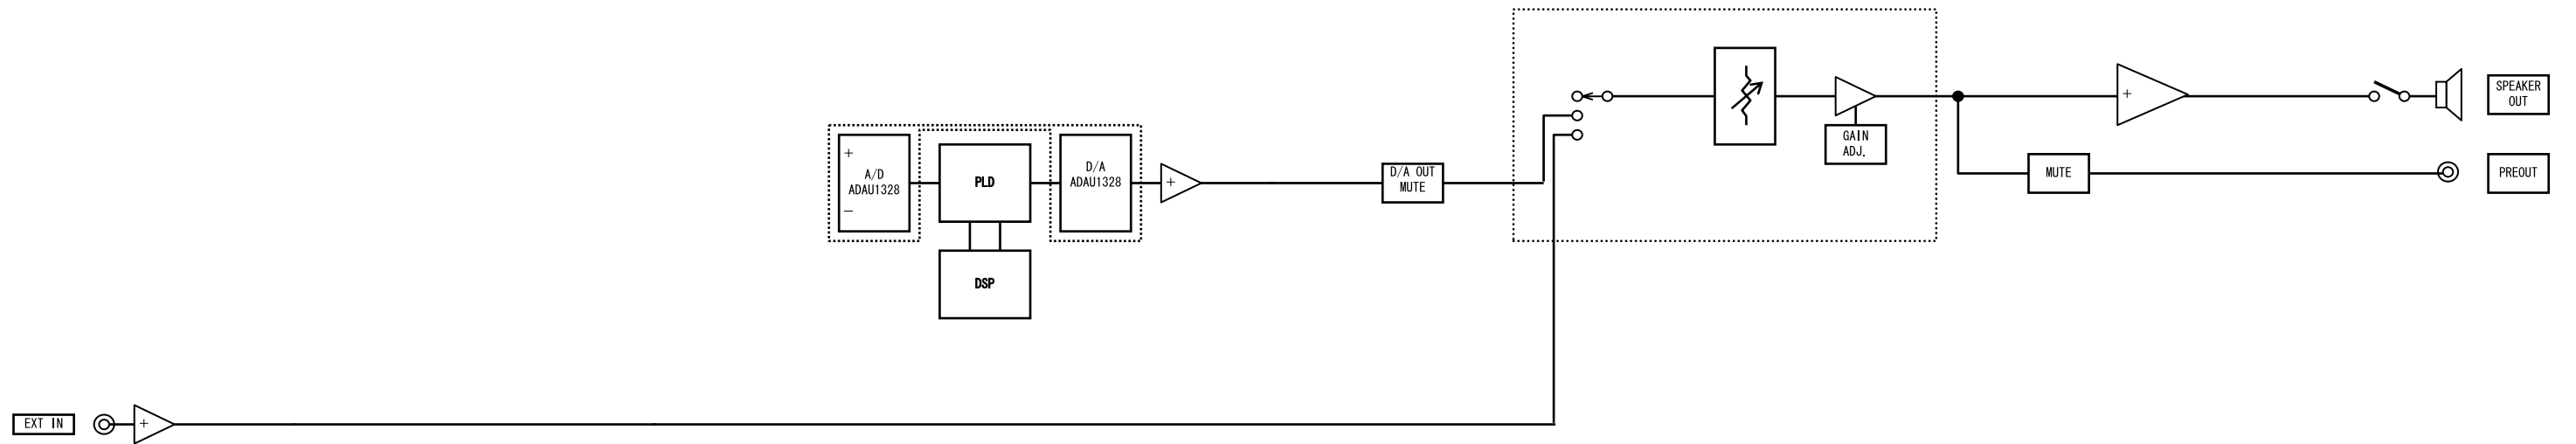 SPEAKER
OUT
GAIN
ADJ.
+
+
A/D
ADAU1328
−
PLD
D/A
ADAU1328
+
D/A OUT
MUTE
MUTE
PREOUT
DSP
EXT IN
+